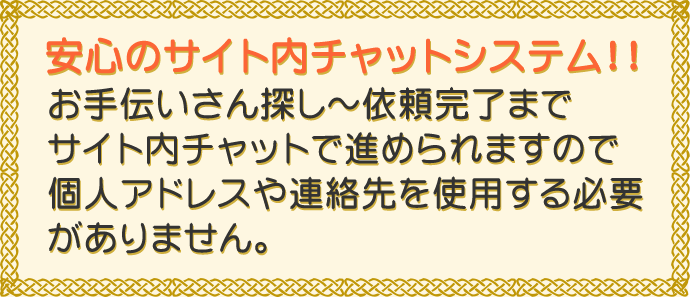 安心のサイト内チャットシステム!!
お手伝いさん探し～依頼完了まで
サイト内チャットで進められますので
個人アドレスや連絡先を使用する必要
がありません。